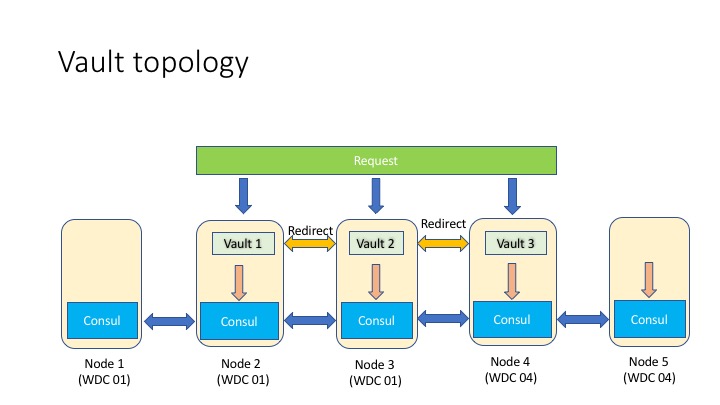 Vault topology
Request
Redirect
Redirect
Vault 1
Vault 2
Vault 3
Consul
Consul
Consul
Consul
Consul
Node 1
(WDC 01)
Node 2
(WDC 01)
Node 3
(WDC 01)
Node 4
(WDC 04)
Node 5
(WDC 04)